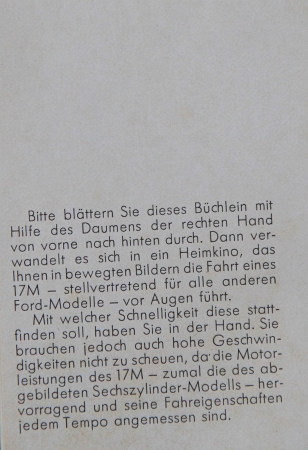 Bitte blättern Sie dieses Büchlein mit
Hilfe des Daumens der rechten Hand
von vorne nach hinten durch. Dann ver-
wandelt es sich in ein Heimkino, das
Ihnen in bewegten Bildern die Fahrt eines
17M – stellvertretend für alle anderen
Ford-Modelle – vor Augen führt.
Mit welcher Schnelligkeit diese statt-
finden soll, haben Sie in der Hand. Sie
brauchen jedoch auch hohe Geschwin-
digkeiten nicht zu scheuen, da die Motor-
leistungen des 17M – zumal die des ab-
gebildeten Sechszylinder-Modells – her-
vorragend und seine Fahreigenschaften
jedem Tempo angemessen sind.